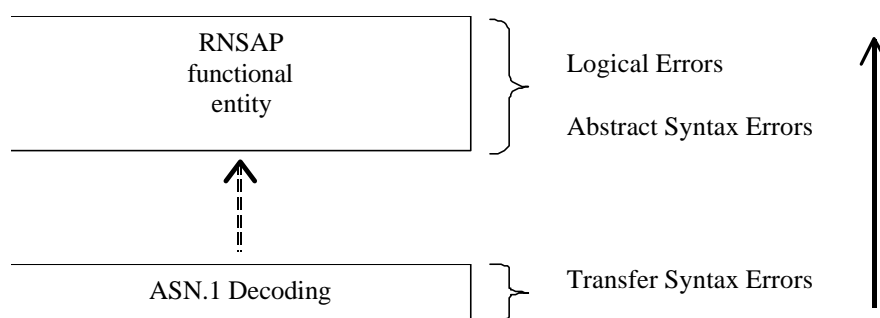 RNSAP
functional
entity
Logical Errors
Abstract Syntax Errors
ASN.1 Decoding
Transfer Syntax Errors